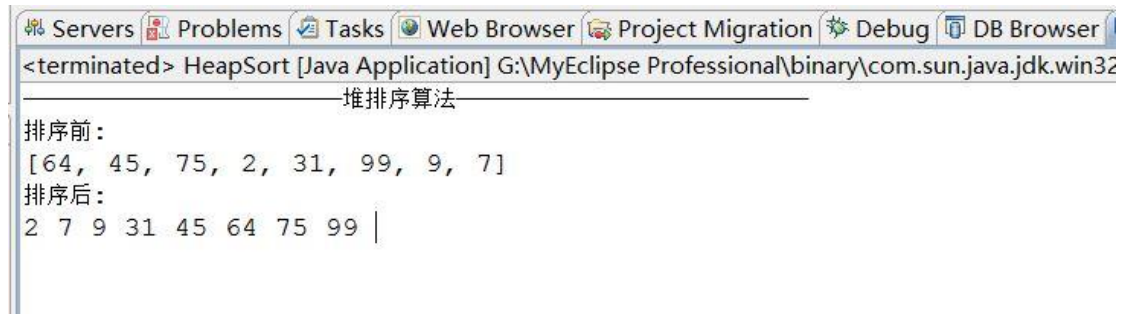 Servers Problems Tasks Web Browser Project Migration Debug DB Browser
<terminated> HeapSort [Java Application] G:\MyEclipse Professional\binary\com.sun.java.jdk.win32
————————————————堆排序算法——————————————————
排序前:
[64, 45, 75, 2, 31, 99, 9, 7]
排序后:
2 7 9 31 45 64 75 99